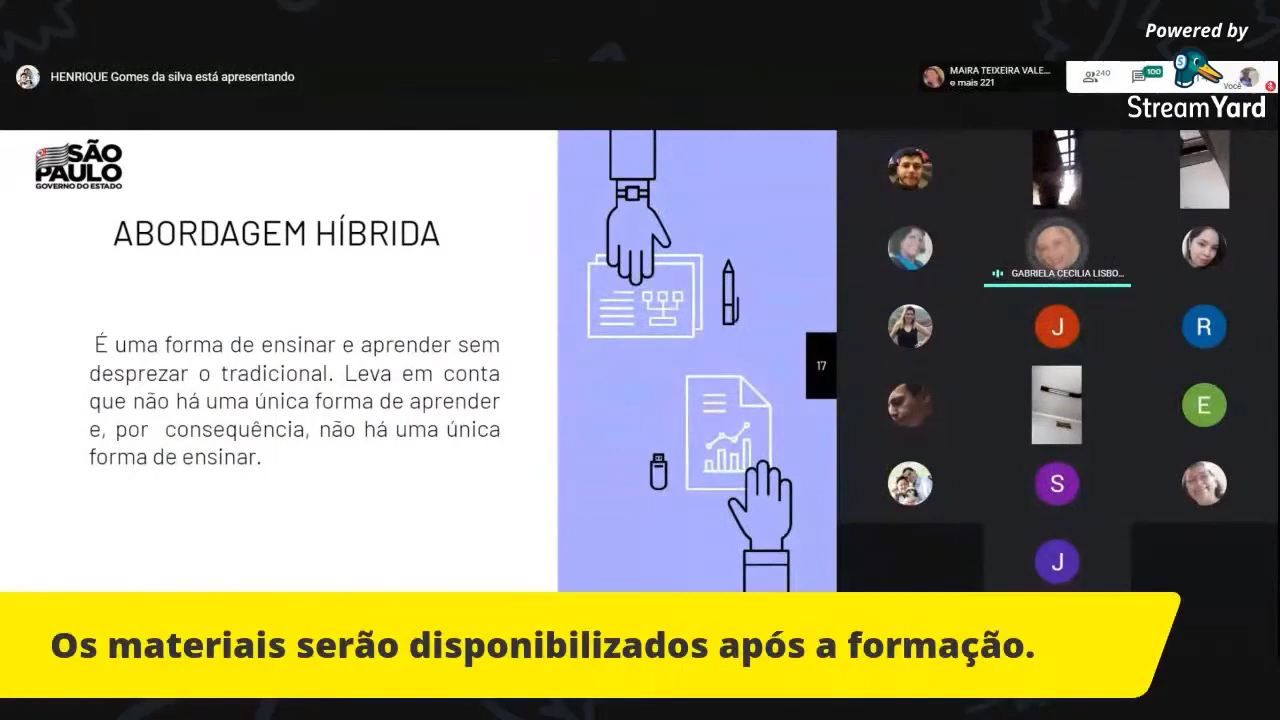 Powered by
StreamYard
HENRIQUE Gomes da silva está apresentando
MAIRA TEIXEIRA VALE...
e mais 221
240
100
Você
SÃO
PAULO
GOVERNO DO ESTADO
ABORDAGEM HÍBRIDA
É uma forma de ensinar e aprender sem
desprezar o tradicional. Leva em conta
que não há uma única forma de aprender
e, por consequência, não há uma única
forma de ensinar.
17
GABRIELA CECILIA LISBO...
J
R
E
S
J
Os materiais serão disponibilizados após a formação.